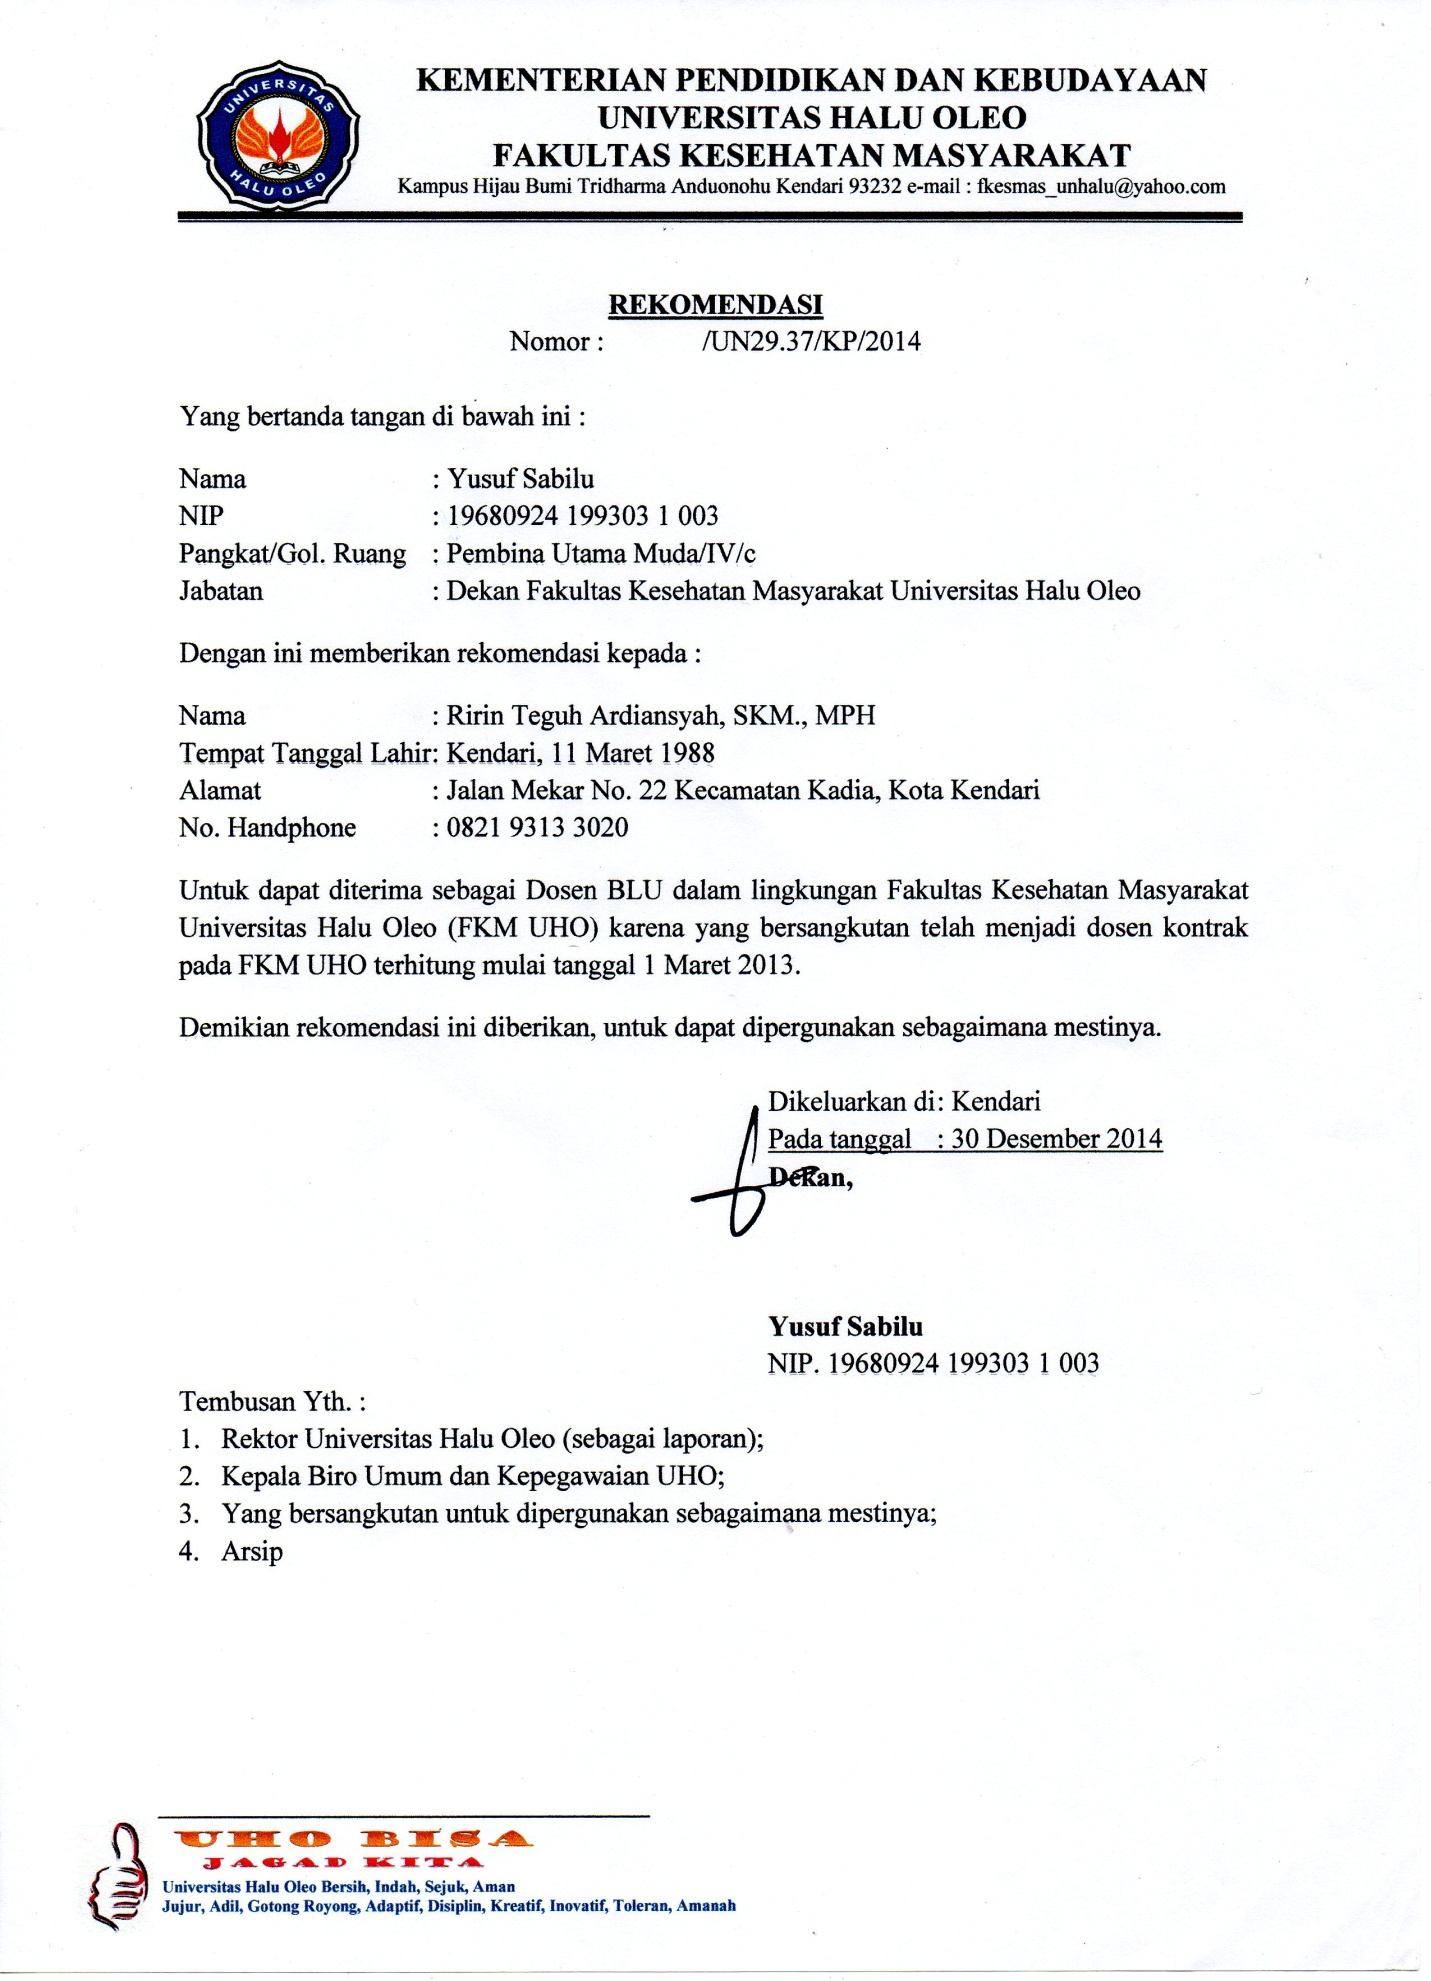 UNIVERSITAS
HALU OLEO
KEMENTERIAN PENDIDIKAN DAN KEBUDAYAAN
UNIVERSITAS HALU OLEO
FAKULTAS KESEHATAN MASYARAKAT
Kampus Hijau Bumi Tridharma Anduonohu Kendari 93232 e-mail : fkesmas_unhalu@yahoo.com
REKOMENDASI
Nomor : /UN29.37/KP/2014
Yang bertanda tangan di bawah ini :
Nama : Yusuf Sabilu
NIP : 19680924 199303 1 003
Pangkat/Gol. Ruang : Pembina Utama Muda/IV/c
Jabatan : Dekan Fakultas Kesehatan Masyarakat Universitas Halu Oleo
Dengan ini memberikan rekomendasi kepada :
Nama : Ririn Teguh Ardiansyah, SKM., MPH
Tempat Tanggal Lahir: Kendari, 11 Maret 1988
Alamat : Jalan Mekar No. 22 Kecamatan Kadia, Kota Kendari
No. Handphone : 0821 9313 3020
Untuk dapat diterima sebagai Dosen BLU dalam lingkungan Fakultas Kesehatan Masyarakat
Universitas Halu Oleo (FKM UHO) karena yang bersangkutan telah menjadi dosen kontrak
pada FKM UHO terhitung mulai tanggal 1 Maret 2013.
Demikian rekomendasi ini diberikan, untuk dapat dipergunakan sebagaimana mestinya.
Dikeluarkan di: Kendari
Pada tanggal : 30 Desember 2014
Dekan,
Yusuf Sabilu
NIP. 19680924 199303 1 003
Tembusan Yth. :
1. Rektor Universitas Halu Oleo (sebagai laporan);
2. Kepala Biro Umum dan Kepegawaian UHO;
3. Yang bersangkutan untuk dipergunakan sebagaimana mestinya;
4. Arsip
UHO BISA
JAGAD KITA
Universitas Halu Oleo Bersih, Indah, Sejuk, Aman
Jujur, Adil, Gotong Royong, Adaptif, Disiplin, Kreatif, Inovatif, Toleran, Amanah